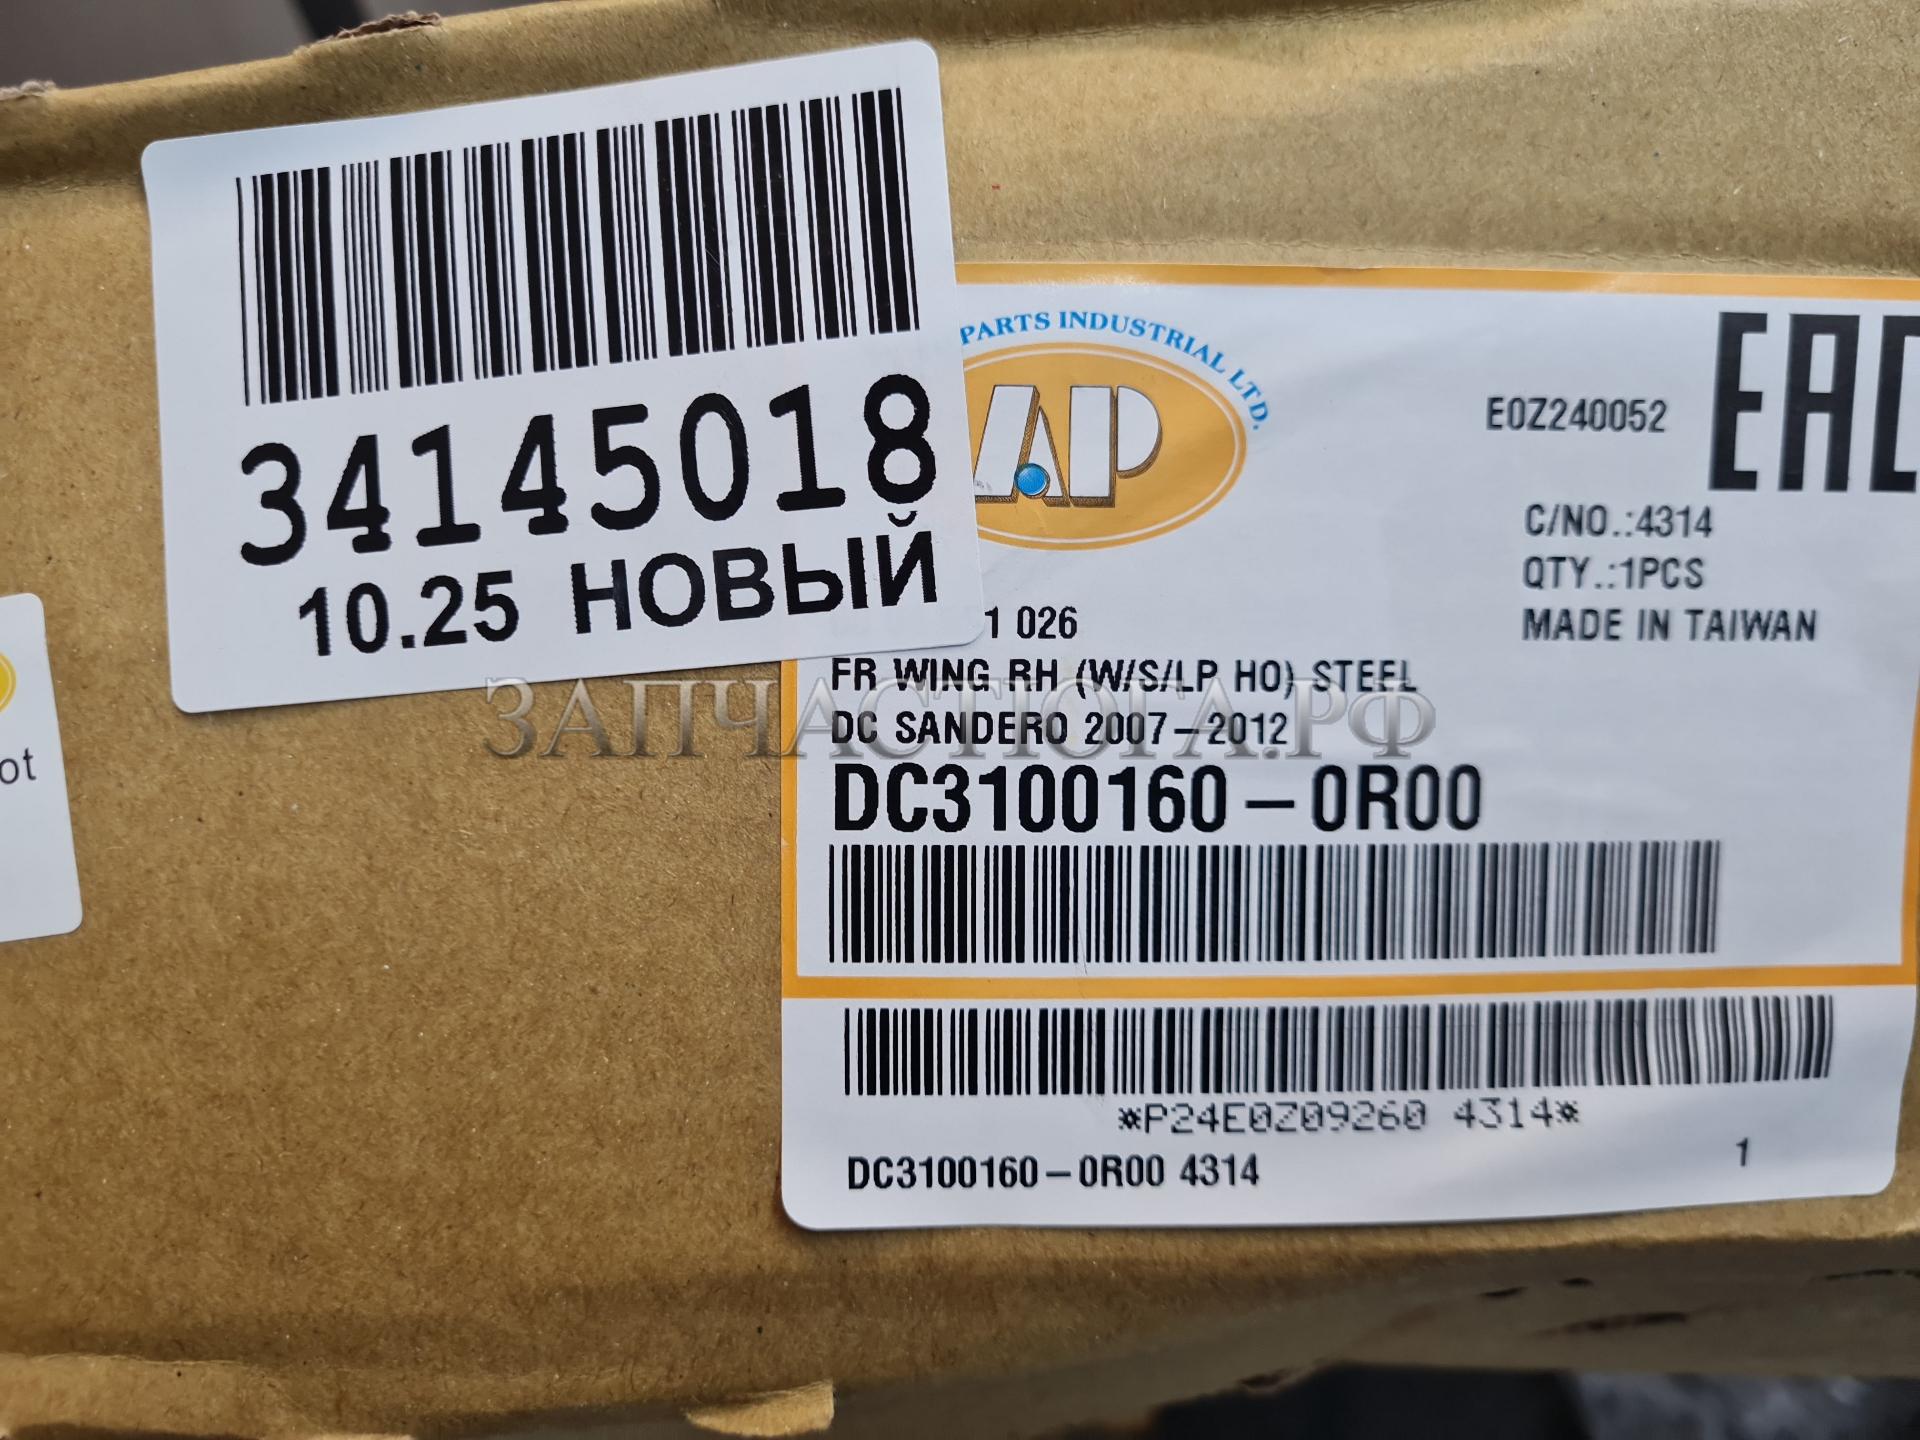 34145018
10.25 НОВЫЙ
PARTS INDUSTRIAL LTD.
AP
E0Z240052
EAC
C/NO.:4314
QTY.:1PCS
MADE IN TAIWAN
1 026
FR WING RH (W/S/LP HO) STEEL
ЗАПЧАСТЮГА.РФ
DC SANDERO 2007-2012
DC3100160-0R00
ot
*P24E0Z09260 4314*
DC3100160-0R00 4314
1